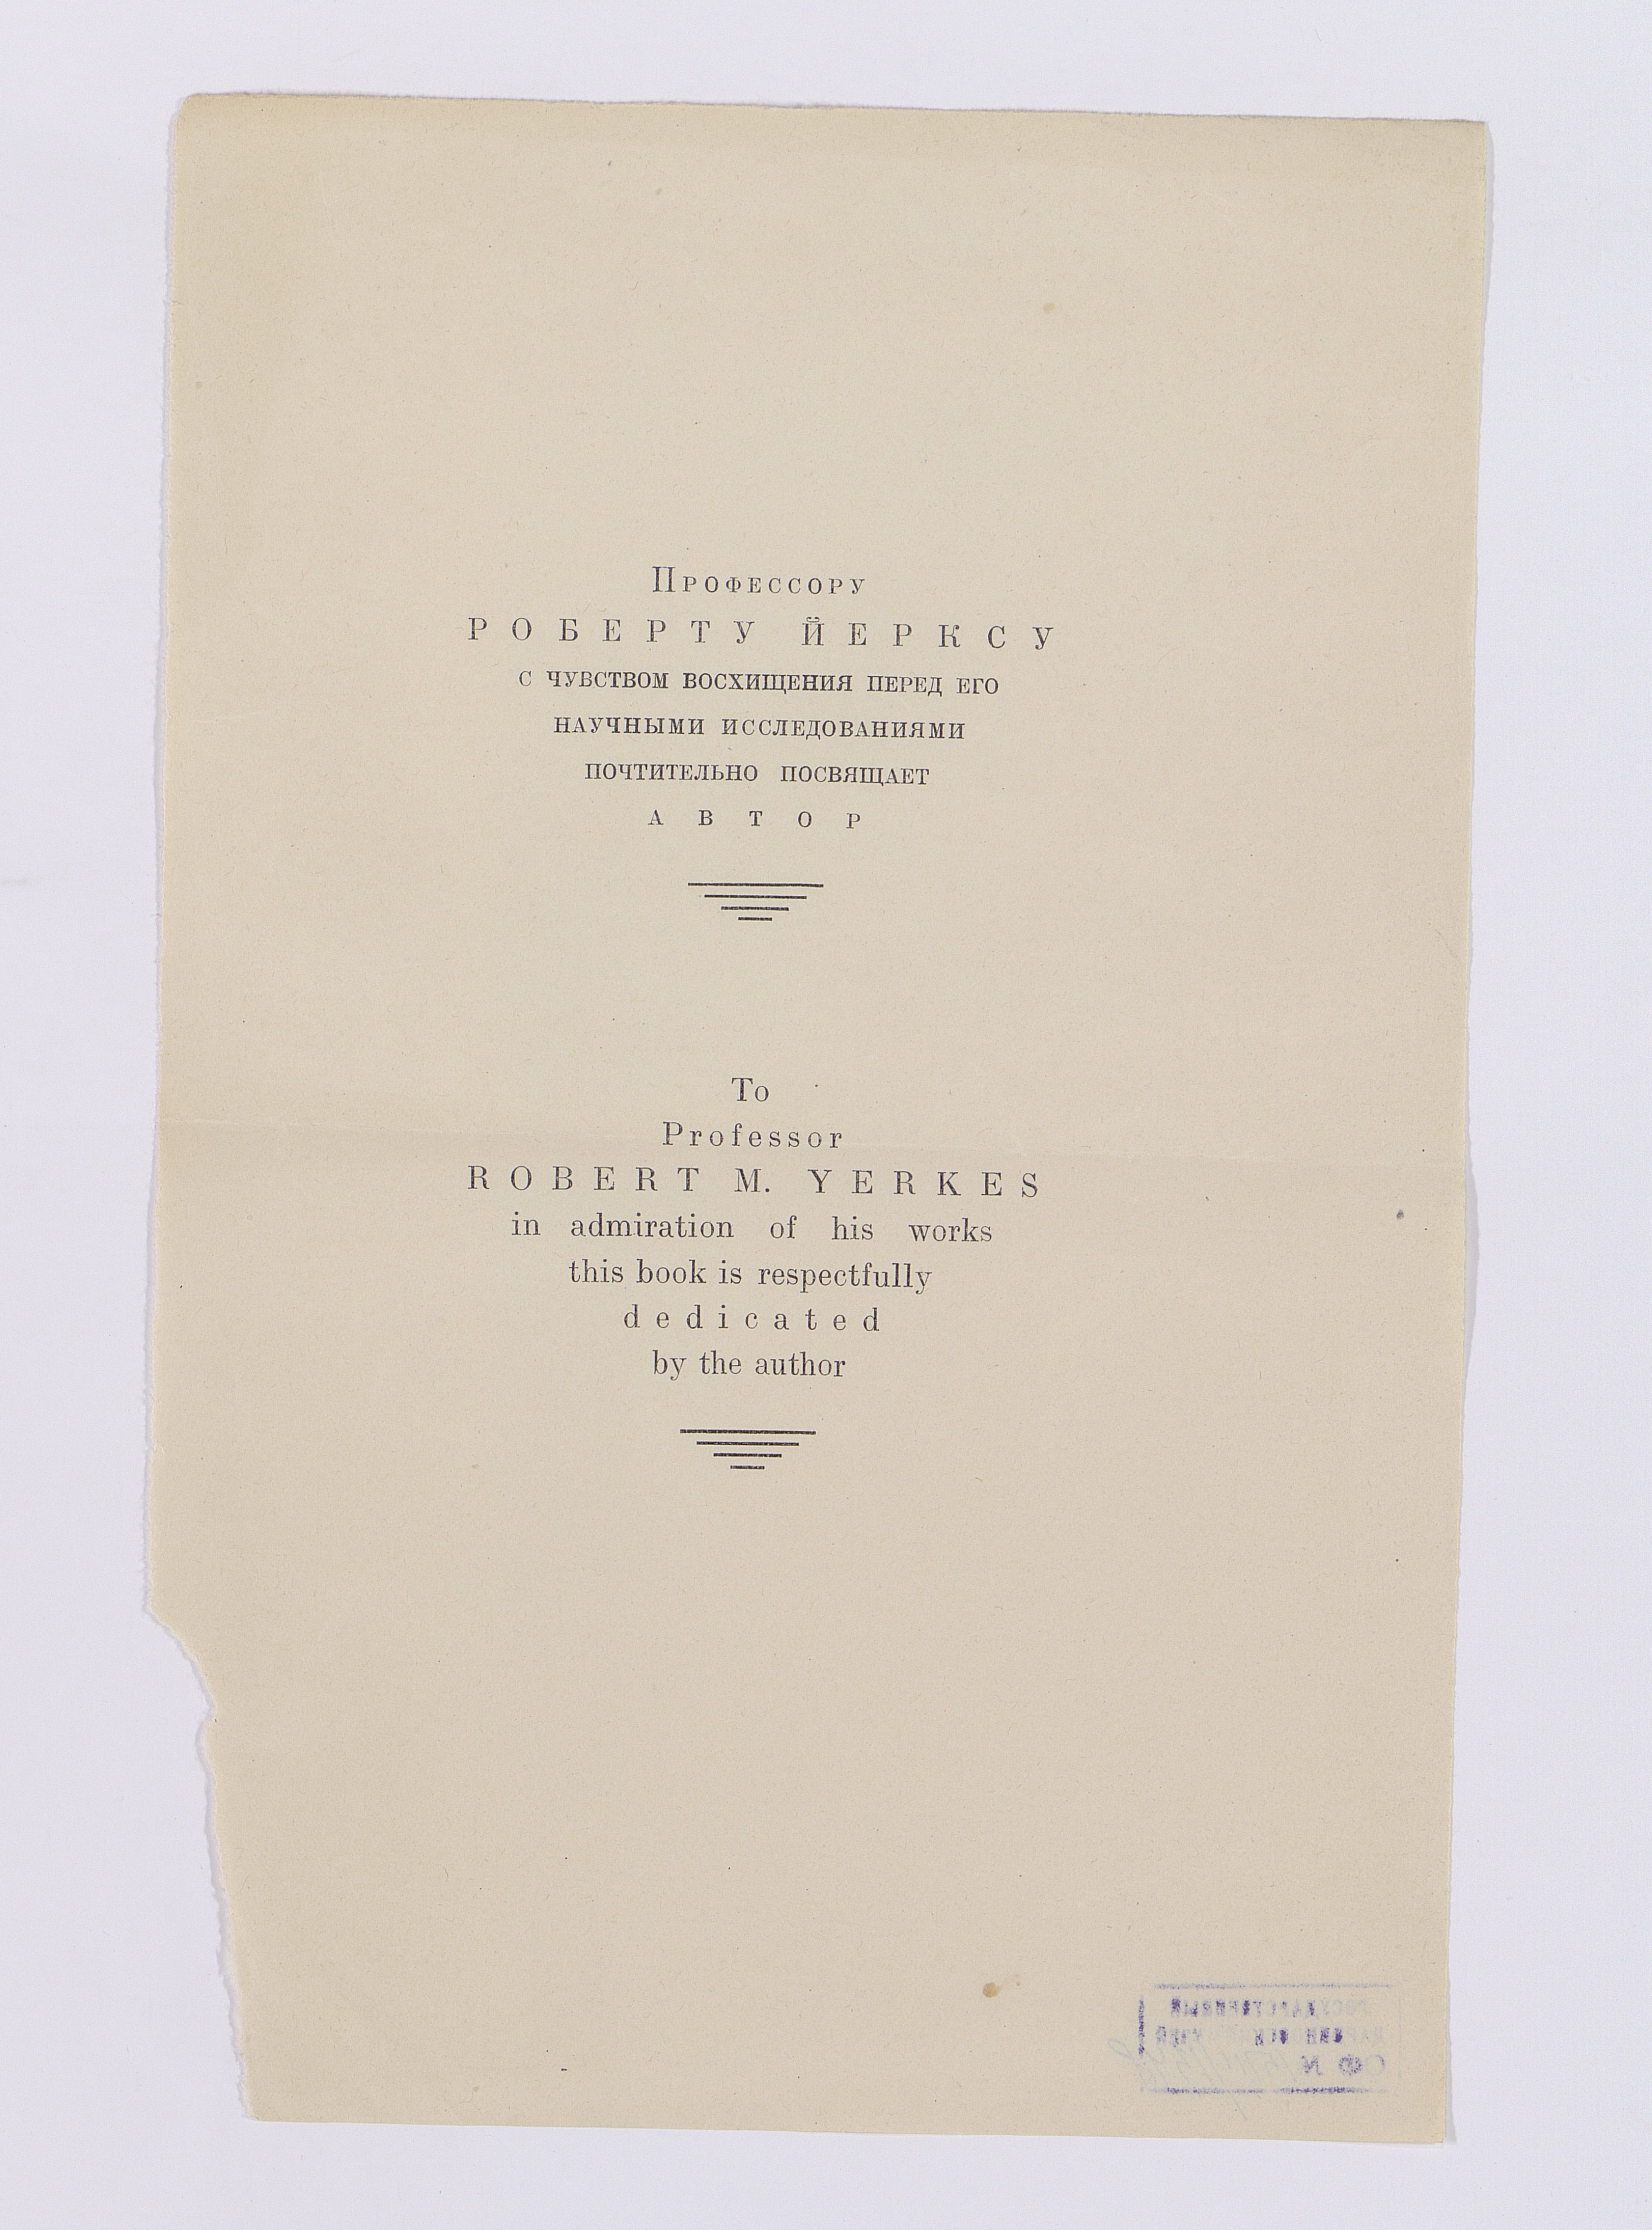 Профессору
РОБЕРТУ ЙЕРКСУ
С ЧУВСТВОМ ВОСХИЩЕНИЯ ПЕРЕД ЕГО
НАУЧНЫМИ ИССЛЕДОВАНИЯМИ
ПОЧТИТЕЛЬНО ПОСВЯЩАЕТ
АВТОР
To
Professor
ROBERT M. YERKES
in admiration of his works
this book is respectfully
dedicated
by the author